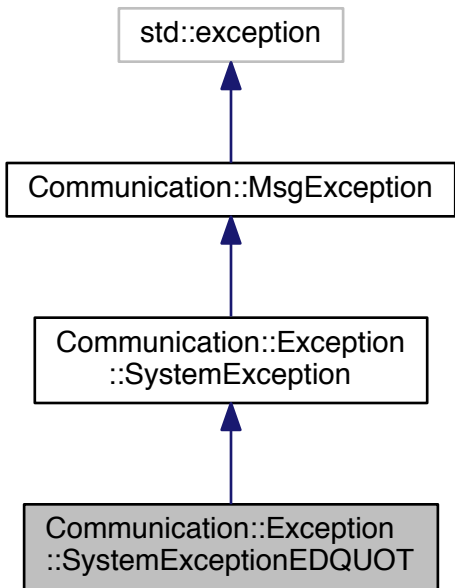 std::exception
Communication::MsgException
Communication::Exception
::SystemException
Communication::Exception
::SystemExceptionEDQUOT